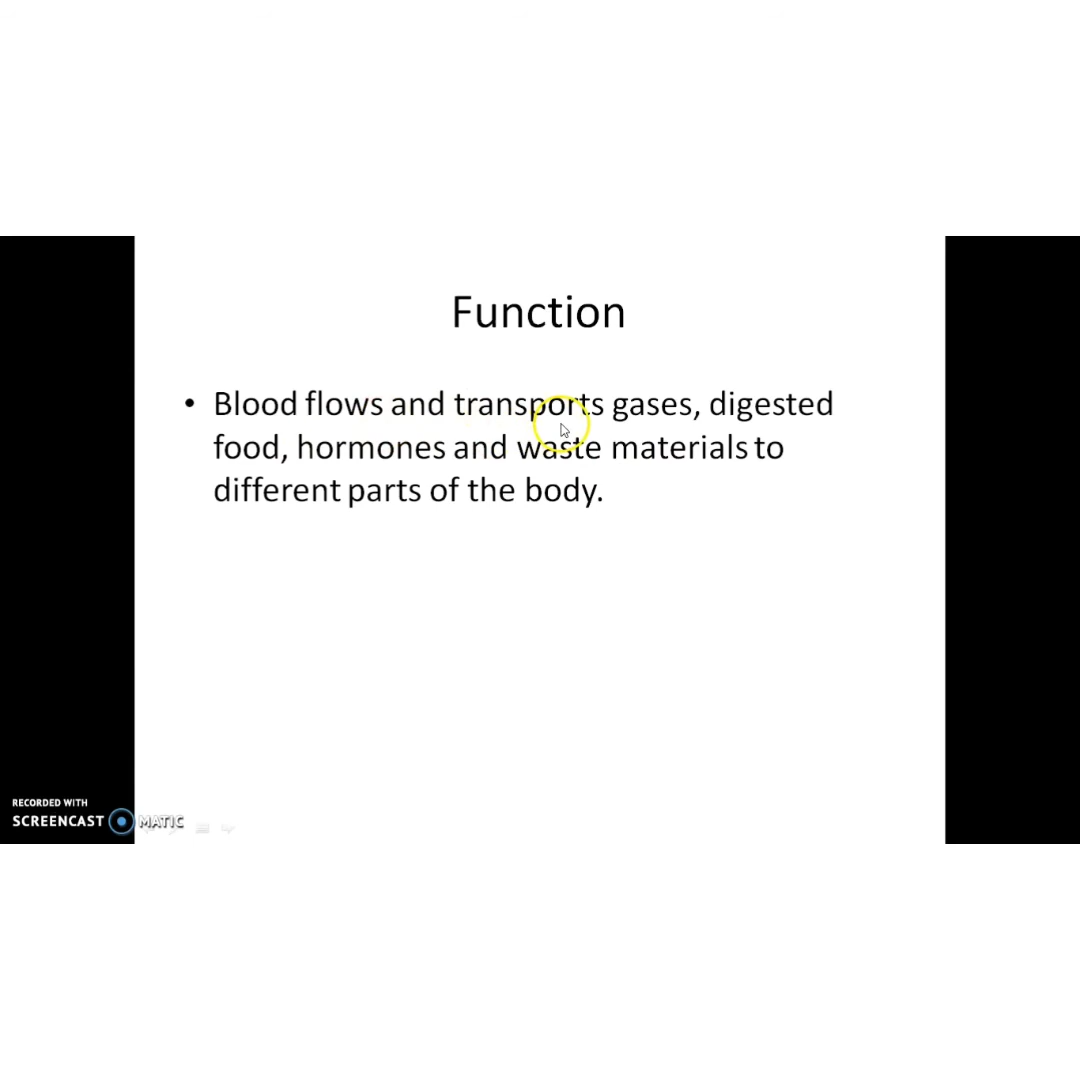 Function
• Blood flows and transports gases, digested
food, hormones and waste materials to
different parts of the body.
RECORDED WITH
SCREENCAST MATIC